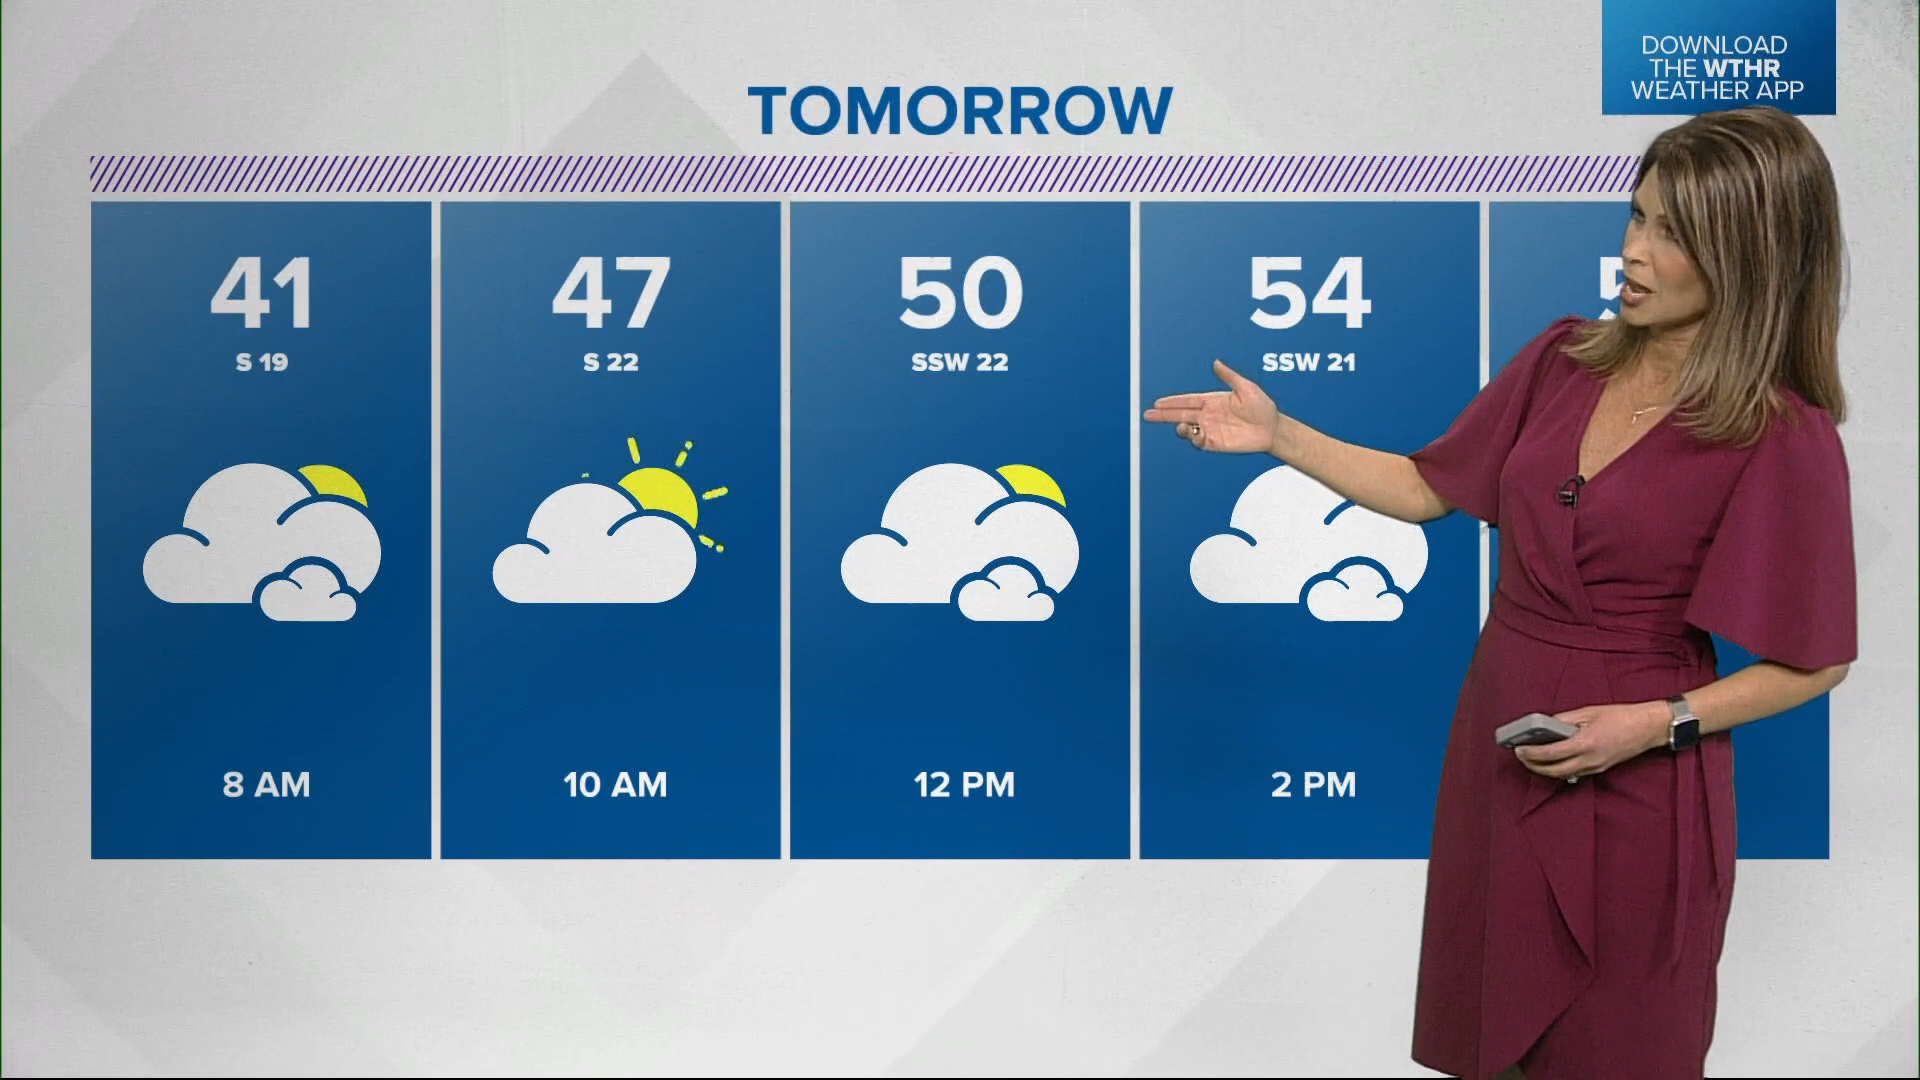 DOWNLOAD
THE WTHR
WEATHER APP
TOMORROW
41
S 19
8 AM
47
S 22
10 AM
50
SSW 22
12 PM
54
SSW 21
2 PM